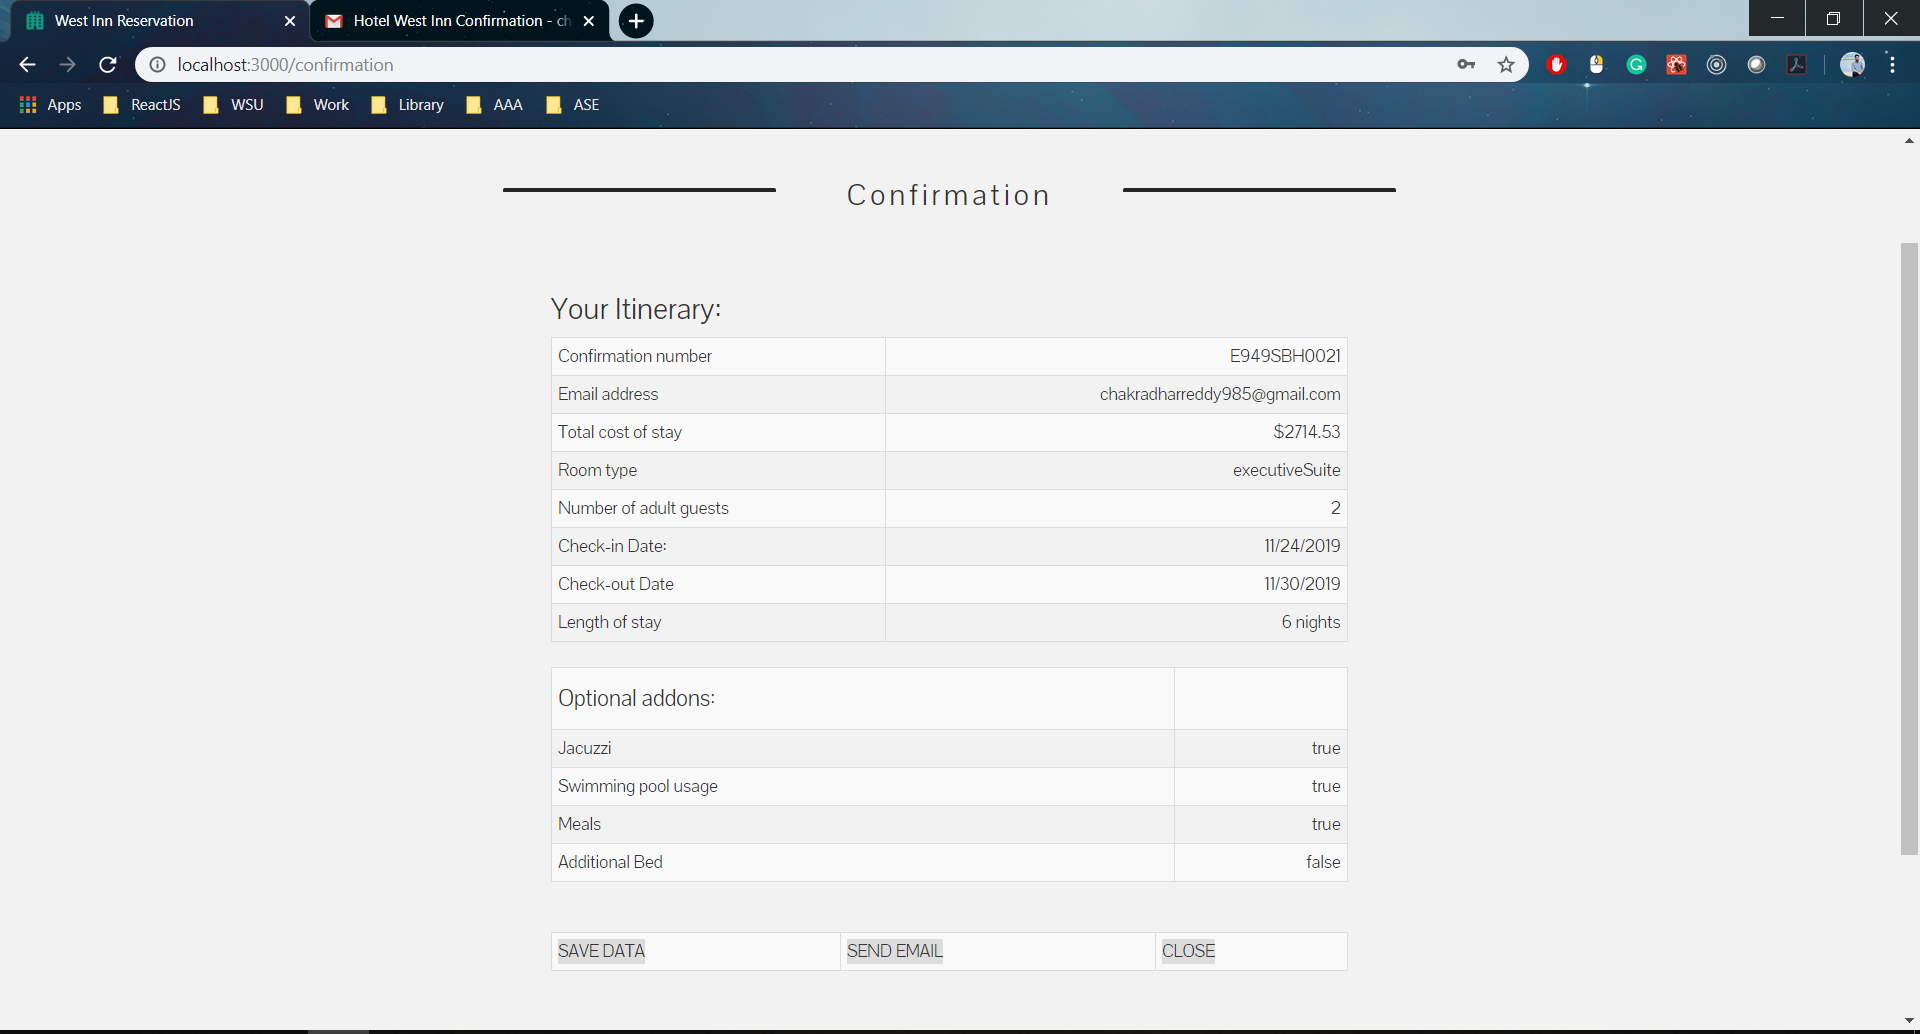 West Inn Reservation
Hotel West Inn Confirmation - ch
localhost:3000/confirmation
Apps ReactJS WSU Work Library AAA ASE
Confirmation
Your Itinerary:
Confirmation number E949SBH0021
Email address chakradharreddy985@gmail.com
Total cost of stay $2714.53
Room type executiveSuite
Number of adult guests 2
Check-in Date: 11/24/2019
Check-out Date 11/30/2019
Length of stay 6 nights
Optional addons:
Jacuzzi true
Swimming pool usage true
Meals true
Additional Bed false
SAVE DATA SEND EMAIL CLOSE